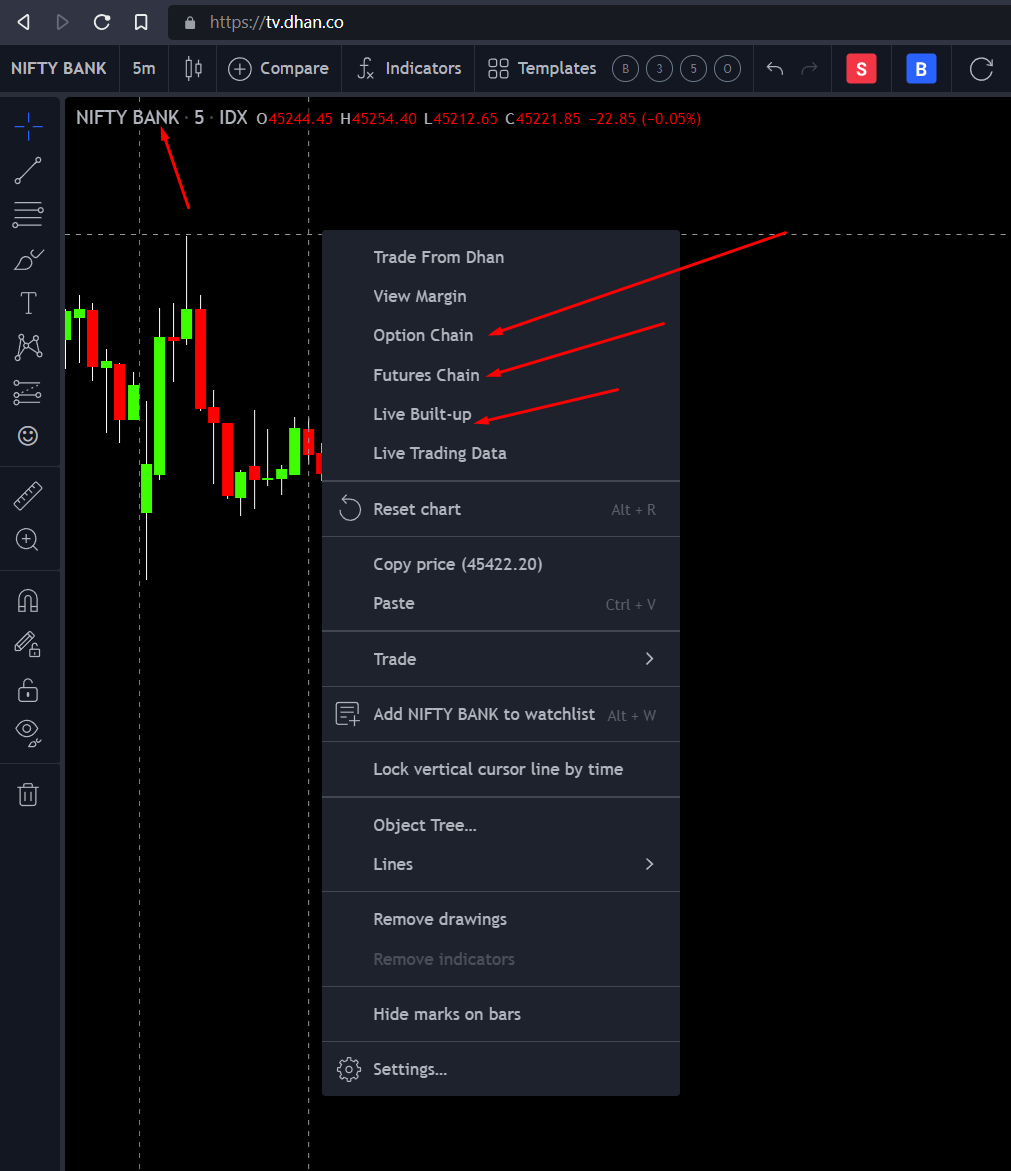 https://tv.dhan.co
NIFTY BANK 5m Compare Indicators Templates B 3 5 O S B
NIFTY BANK · 5 · IDX O45244.45 H45254.40 L45212.65 C45221.85 −22.85 (−0.05%)
Trade From Dhan
View Margin
Option Chain
Futures Chain
Live Built-up
Live Trading Data
Reset chart Alt + R
Copy price (45422.20)
Paste Ctrl + V
Trade
Add NIFTY BANK to watchlist Alt + W
Lock vertical cursor line by time
Object Tree...
Lines
Remove drawings
Remove indicators
Hide marks on bars
Settings...